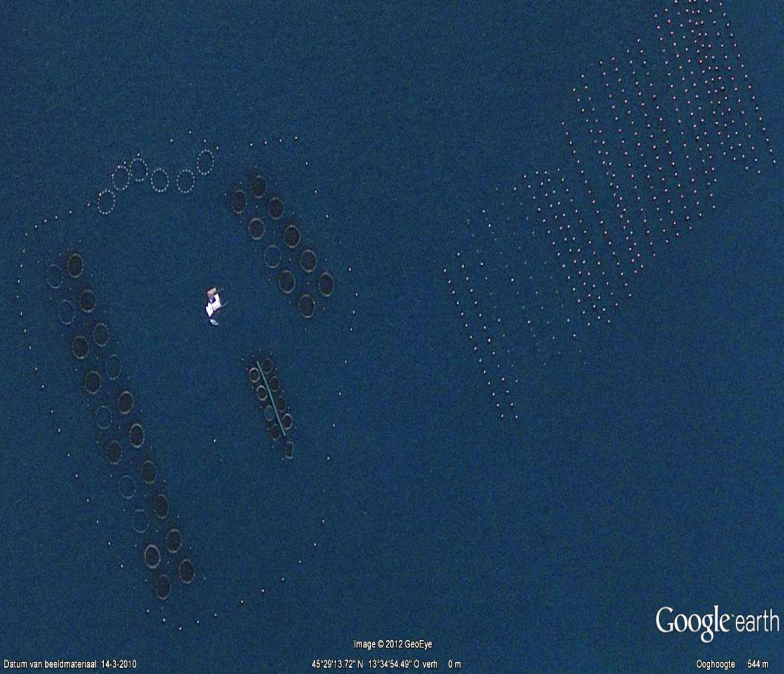 Google earth
Image © 2012 GeoEye
Datum van beeldmateriaal: 14-3-2010 45°29'13.72" N 13°34'54.49" O verh 0 m Ooghoogte 544 m